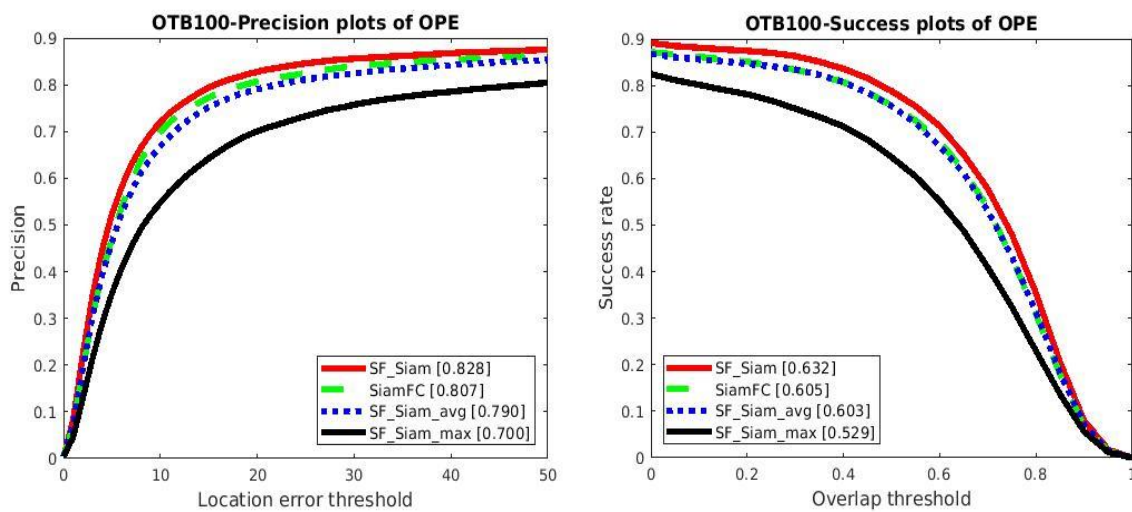 OTB100-Precision plots of OPE
0.9
0.8
0.7
0.6
0.5
0.4
0.3
0.2
0.1
0
Precision
0 10 20 30 40 50
Location error threshold
SF_Siam [0.828]
SiamFC [0.807]
SF_Siam_avg [0.790]
SF_Siam_max [0.700]
OTB100-Success plots of OPE
0.9
0.8
0.7
0.6
0.5
0.4
0.3
0.2
0.1
0
Success rate
0 0.2 0.4 0.6 0.8 1
Overlap threshold
SF_Siam [0.632]
SiamFC [0.605]
SF_Siam_avg [0.603]
SF_Siam_max [0.529]